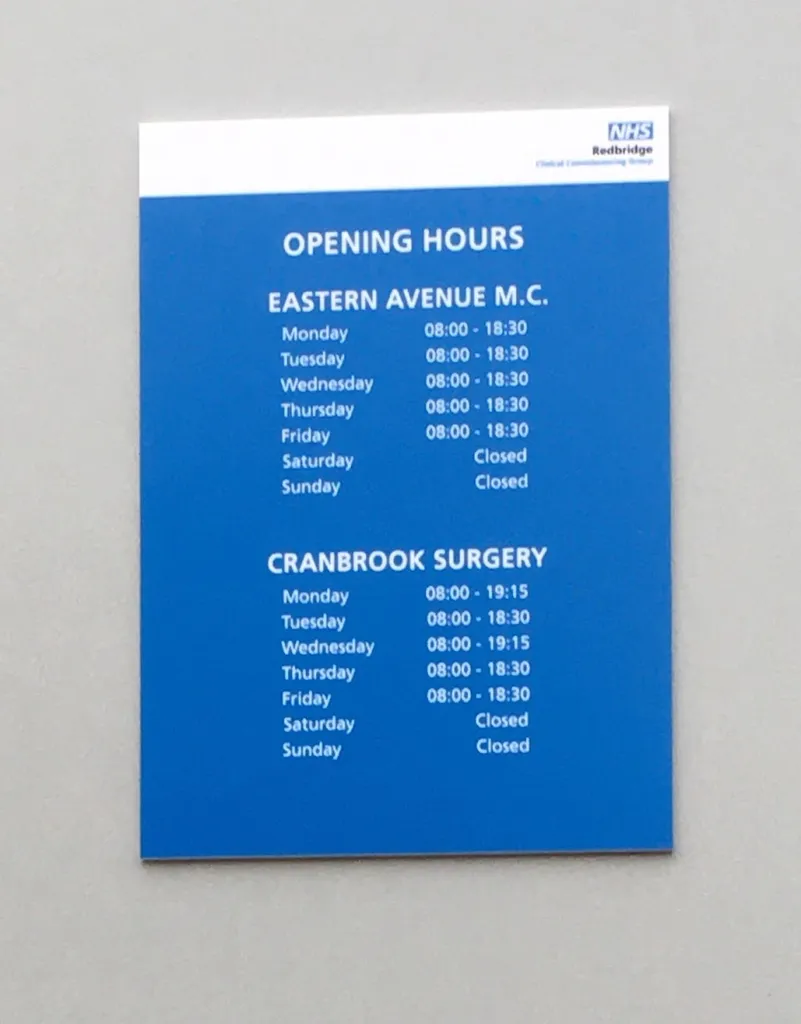 NHS
Redbridge
Clinical Commissioning Group
OPENING HOURS
EASTERN AVENUE M.C.
Monday 08:00 - 18:30
Tuesday 08:00 - 18:30
Wednesday 08:00 - 18:30
Thursday 08:00 - 18:30
Friday 08:00 - 18:30
Saturday Closed
Sunday Closed
CRANBROOK SURGERY
Monday 08:00 - 19:15
Tuesday 08:00 - 18:30
Wednesday 08:00 - 19:15
Thursday 08:00 - 18:30
Friday 08:00 - 18:30
Saturday Closed
Sunday Closed